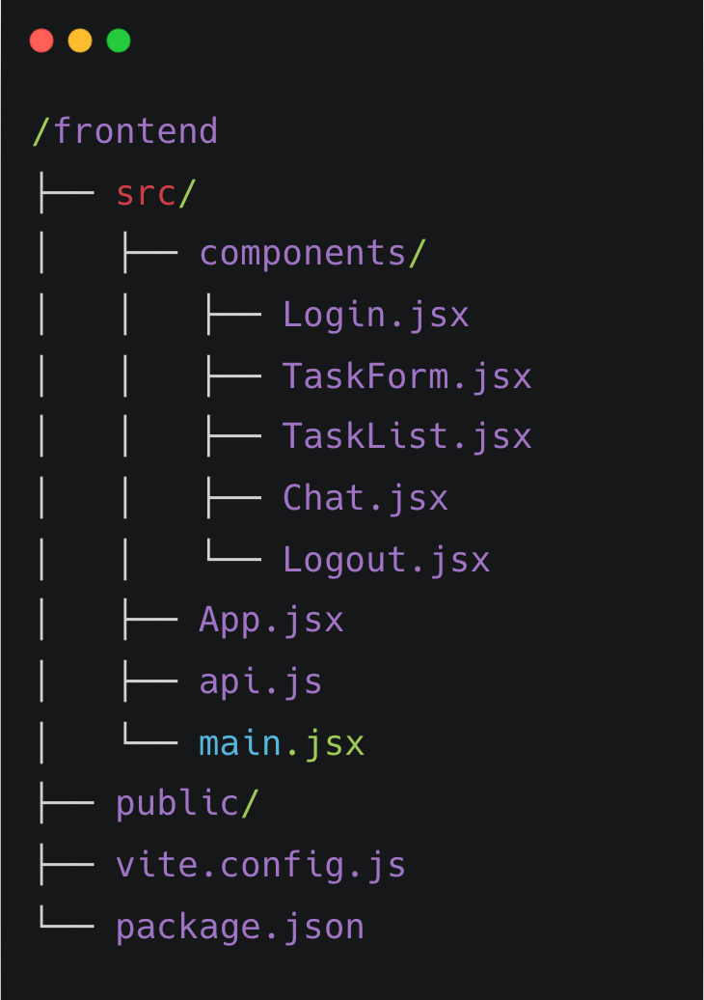 /frontend
├── src/
│   ├── components/
│   │   ├── Login.jsx
│   │   ├── TaskForm.jsx
│   │   ├── TaskList.jsx
│   │   ├── Chat.jsx
│   │   └── Logout.jsx
│   ├── App.jsx
│   ├── api.js
│   └── main.jsx
├── public/
├── vite.config.js
└── package.json